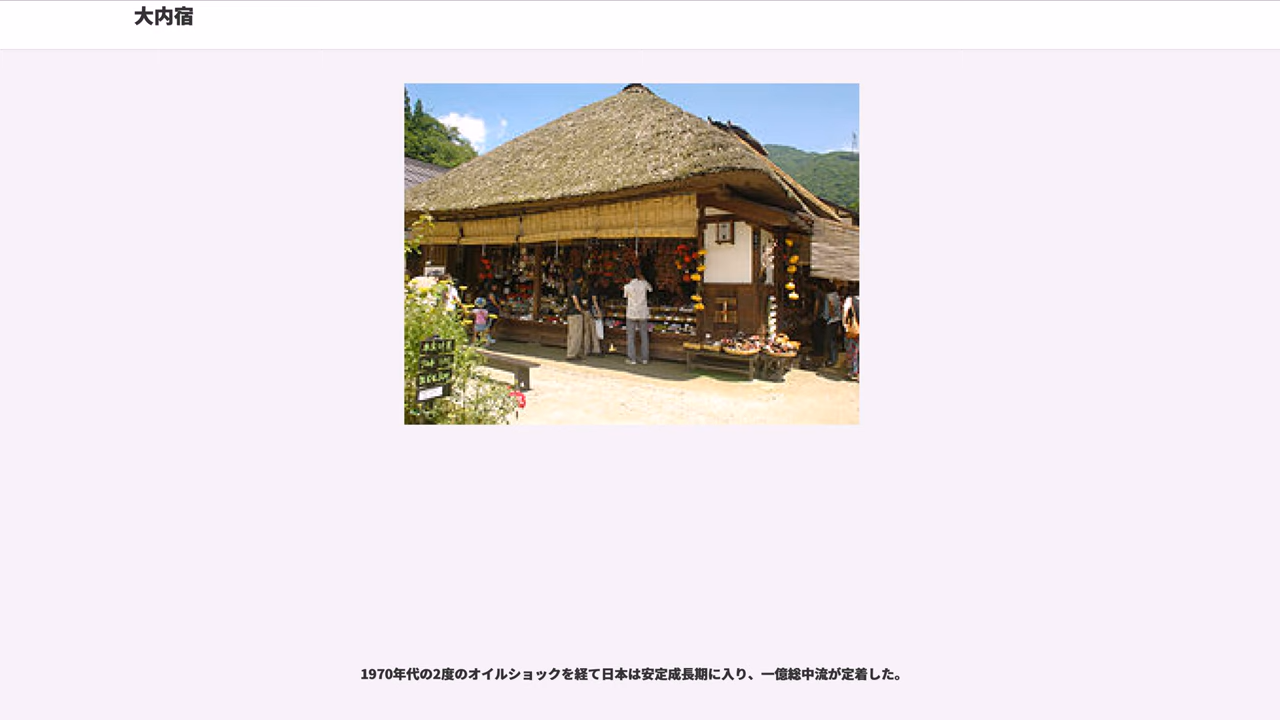 大内宿
1970年代の2度のオイルショックを経て日本は安定成長期に入り、一億総中流が定着した。